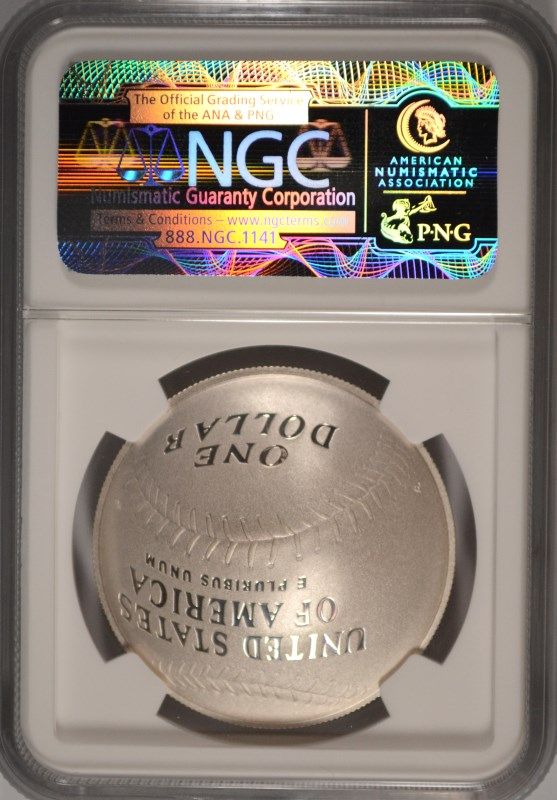 The Official Grading Service
of the ANA & PNG
NGC
Numismatic Guaranty Corporation
Terms & Conditions – www.ngcterms.com
888.NGC.1141
AMERICAN
NUMISMATIC
ASSOCIATION
PNG
UNITED STATES
OF AMERICA
E PLURIBUS UNUM
ONE
DOLLAR